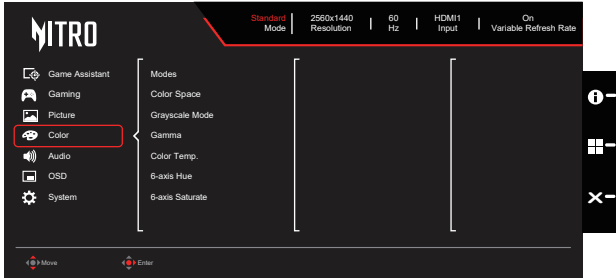 NITRO
Standard 2560x1440 60 HDMI1 On
Mode Resolution Hz Input Variable Refresh Rate
Game Assistant Modes
Gaming Color Space
Picture Grayscale Mode
Color Gamma
Audio Color Temp.
OSD 6-axis Hue
System 6-axis Saturate
Move Enter